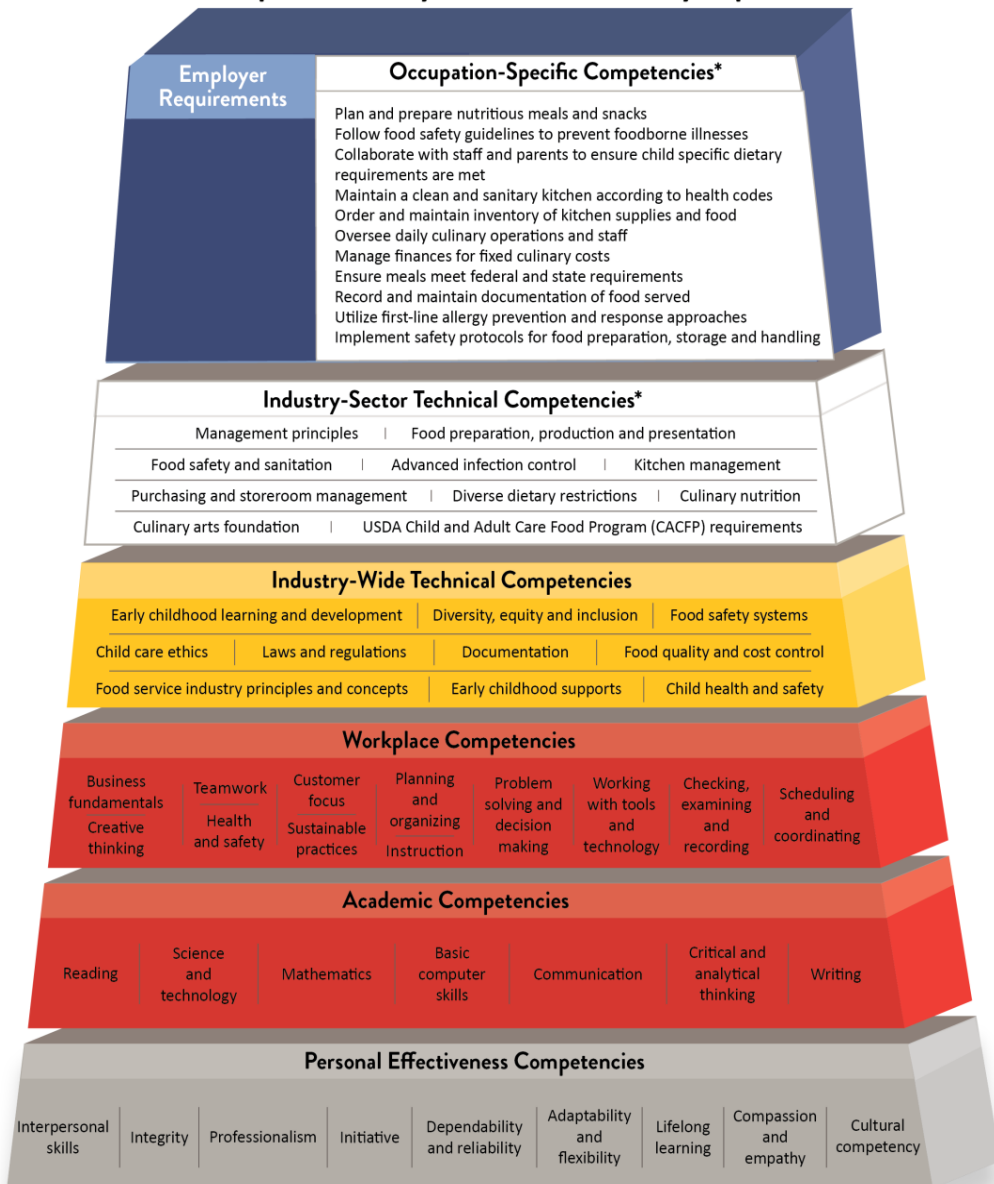 Employer
Requirements
Occupation-Specific Competencies*
Plan and prepare nutritious meals and snacks
Follow food safety guidelines to prevent foodborne illnesses
Collaborate with staff and parents to ensure child specific dietary
requirements are met
Maintain a clean and sanitary kitchen according to health codes
Order and maintain inventory of kitchen supplies and food
Oversee daily culinary operations and staff
Manage finances for fixed culinary costs
Ensure meals meet federal and state requirements
Record and maintain documentation of food served
Utilize first-line allergy prevention and response approaches
Implement safety protocols for food preparation, storage and handling
Industry-Sector Technical Competencies*
Management principles | Food preparation, production and presentation
Food safety and sanitation | Advanced infection control | Kitchen management
Purchasing and storeroom management | Diverse dietary restrictions | Culinary nutrition
Culinary arts foundation | USDA Child and Adult Care Food Program (CACFP) requirements
Industry-Wide Technical Competencies
Early childhood learning and development | Diversity, equity and inclusion | Food safety systems
Child care ethics | Laws and regulations | Documentation | Food quality and cost control
Food service industry principles and concepts | Early childhood supports | Child health and safety
Workplace Competencies
Business
fundamentals
Creative
thinking
Teamwork
Health
and safety
Customer
focus
Sustainable
practices
Planning
and
organizing
Instruction
Problem
solving and
decision
making
Working
with tools
and
technology
Checking,
examining
and
recording
Scheduling
and
coordinating
Academic Competencies
Reading
Science
and
technology
Mathematics
Basic
computer
skills
Communication
Critical and
analytical
thinking
Writing
Personal Effectiveness Competencies
Interpersonal
skills
Integrity
Professionalism
Initiative
Dependability
and reliability
Adaptability
and
flexibility
Lifelong
learning
Compassion
and
empathy
Cultural
competency